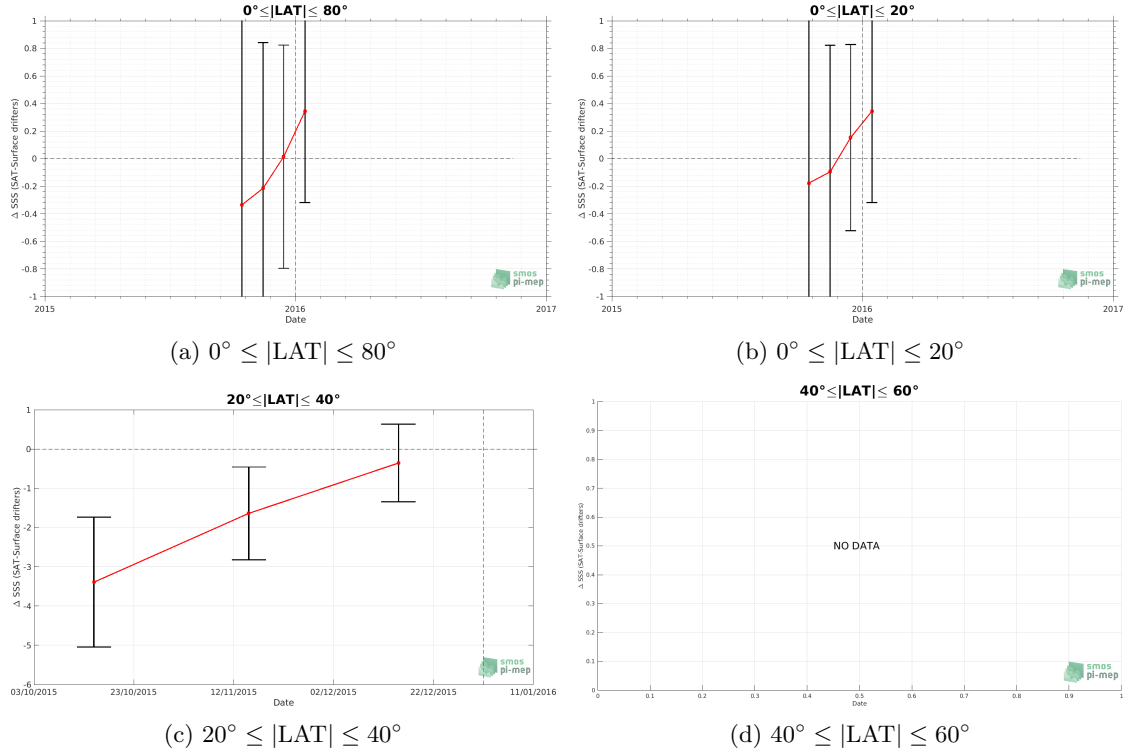 0°≤|LAT|≤ 80°
1
0.8
0.6
0.4
0.2
0
-0.2
-0.4
-0.6
-0.8
-1
Δ SSS (SAT-Surface drifters)
2015
2016
2017
Date
smos
pi-mep
(a) 0° ≤ |LAT| ≤ 80°
0°≤|LAT|≤ 20°
1
0.8
0.6
0.4
0.2
0
-0.2
-0.4
-0.6
-0.8
-1
Δ SSS (SAT-Surface drifters)
2015
2016
2017
Date
smos
pi-mep
(b) 0° ≤ |LAT| ≤ 20°
20°≤|LAT|≤ 40°
1
0
-1
-2
-3
-4
-5
-6
Δ SSS (SAT-Surface drifters)
03/10/2015
23/10/2015
12/11/2015
02/12/2015
22/12/2015
11/01/2016
Date
smos
pi-mep
(c) 20° ≤ |LAT| ≤ 40°
40°≤|LAT|≤ 60°
1
0.9
0.8
0.7
0.6
0.5
0.4
0.3
0.2
0.1
0
Δ SSS (SAT-Surface drifters)
NO DATA
0
0.1
0.2
0.3
0.4
0.5
0.6
0.7
0.8
0.9
1
Date
smos
pi-mep
(d) 40° ≤ |LAT| ≤ 60°